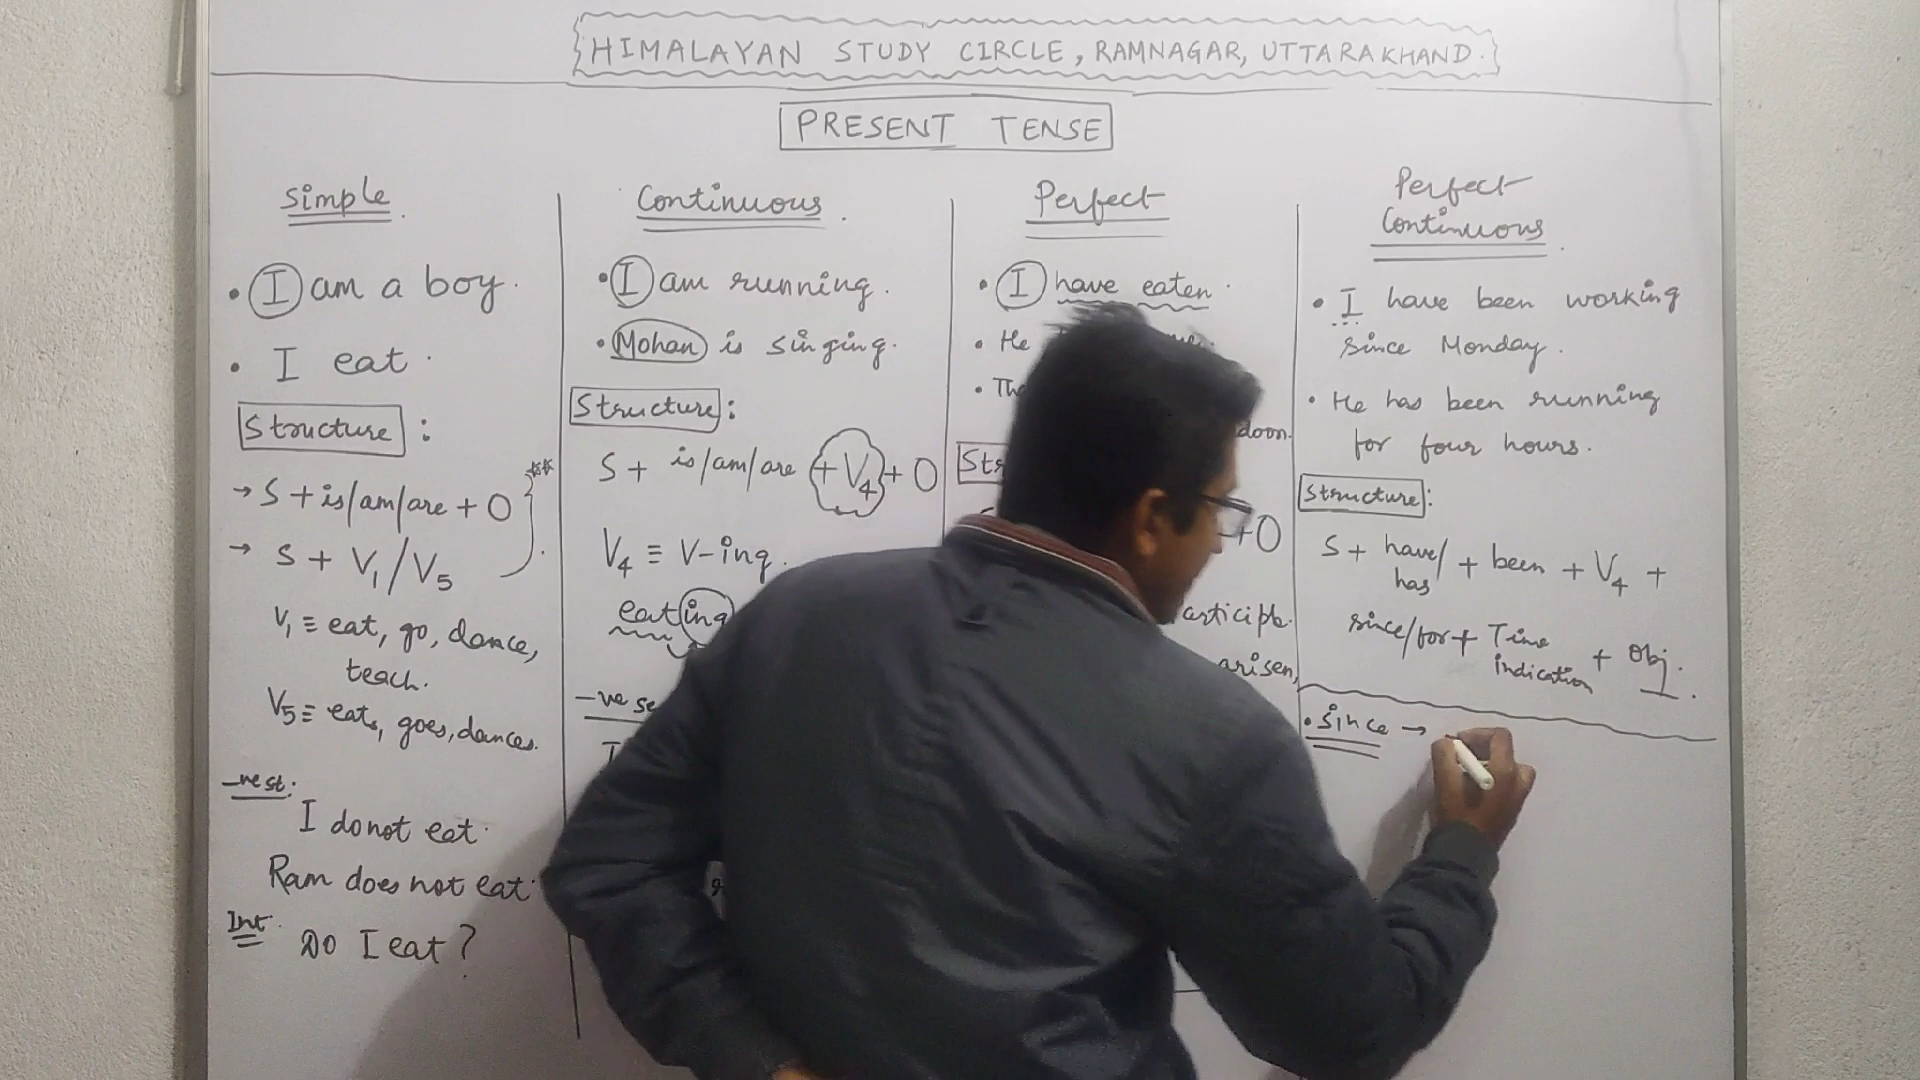 HIMALAYAN STUDY CIRCLE, RAMNAGAR, UTTARAKHAND.
PRESENT TENSE
Simple.
• I am a boy.
• I eat.
Structure:
→ S + is/am/are + O
→ S + V1/V5
**
V1 ≡ eat, go, dance,
teach.
V5 ≡ eats, goes, dances.
-ve st:
I do not eat.
Ram does not eat.
Int.
Do I eat?
Continuous.
• I am running.
• Mohan is singing.
Structure:
S + is/am/are + V4 + O
V4 ≡ V-ing.
eating
-ve se
I
Perfect
• I have eaten.
• He
doon.
+O
arisen,
Perfect
Continuous.
• I have been working
since Monday.
• He has been running
for four hours.
Structure:
S + have/has + been + V4 +
since/for + Time indication + Obj.
• since →